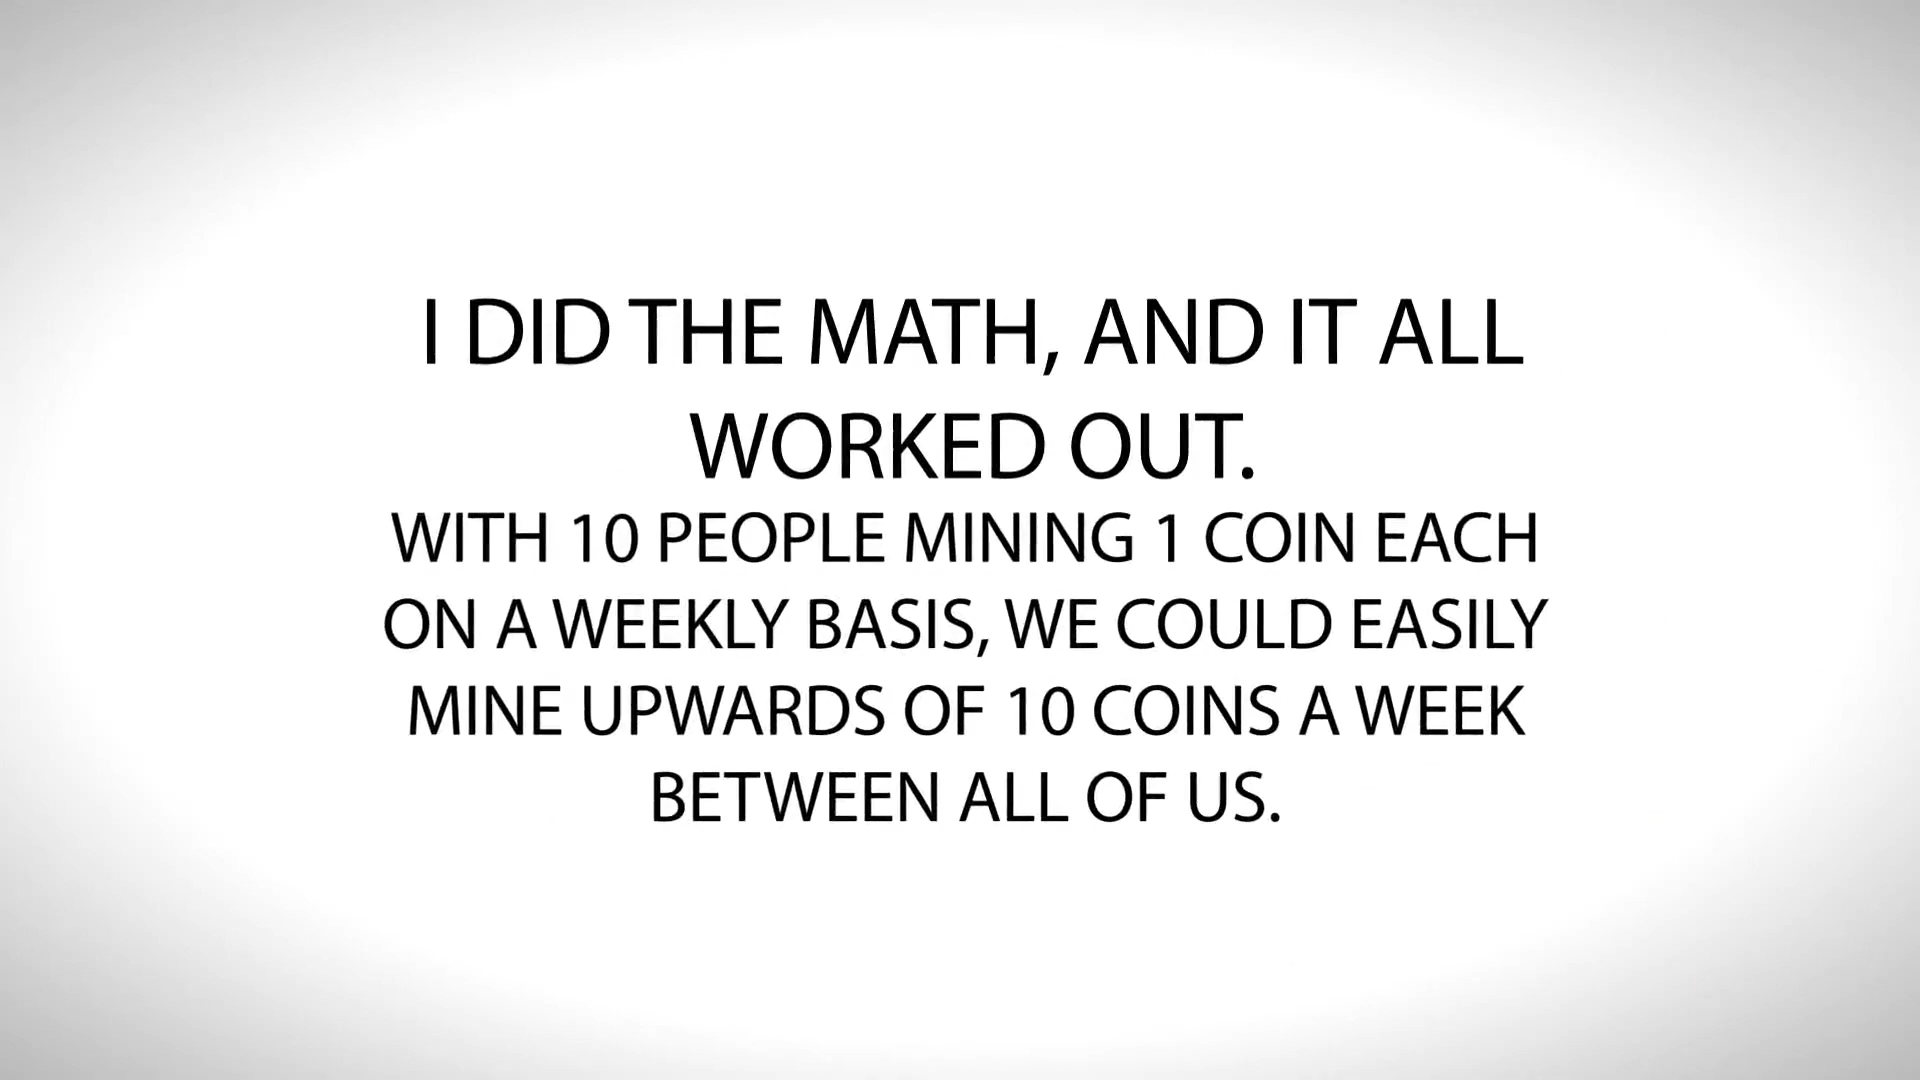 I DID THE MATH, AND IT ALL
WORKED OUT.
WITH 10 PEOPLE MINING 1 COIN EACH
ON A WEEKLY BASIS, WE COULD EASILY
MINE UPWARDS OF 10 COINS A WEEK
BETWEEN ALL OF US.